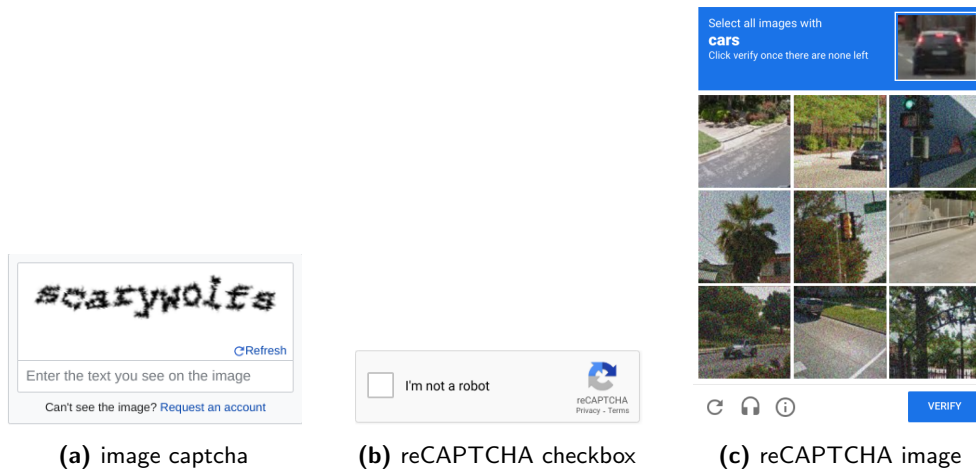 Select all images with
cars
Click verify once there are none left
scarywolfs
Refresh
Enter the text you see on the image
Can't see the image? Request an account
I'm not a robot
reCAPTCHA
Privacy - Terms
VERIFY
(a) image captcha
(b) reCAPTCHA checkbox
(c) reCAPTCHA image